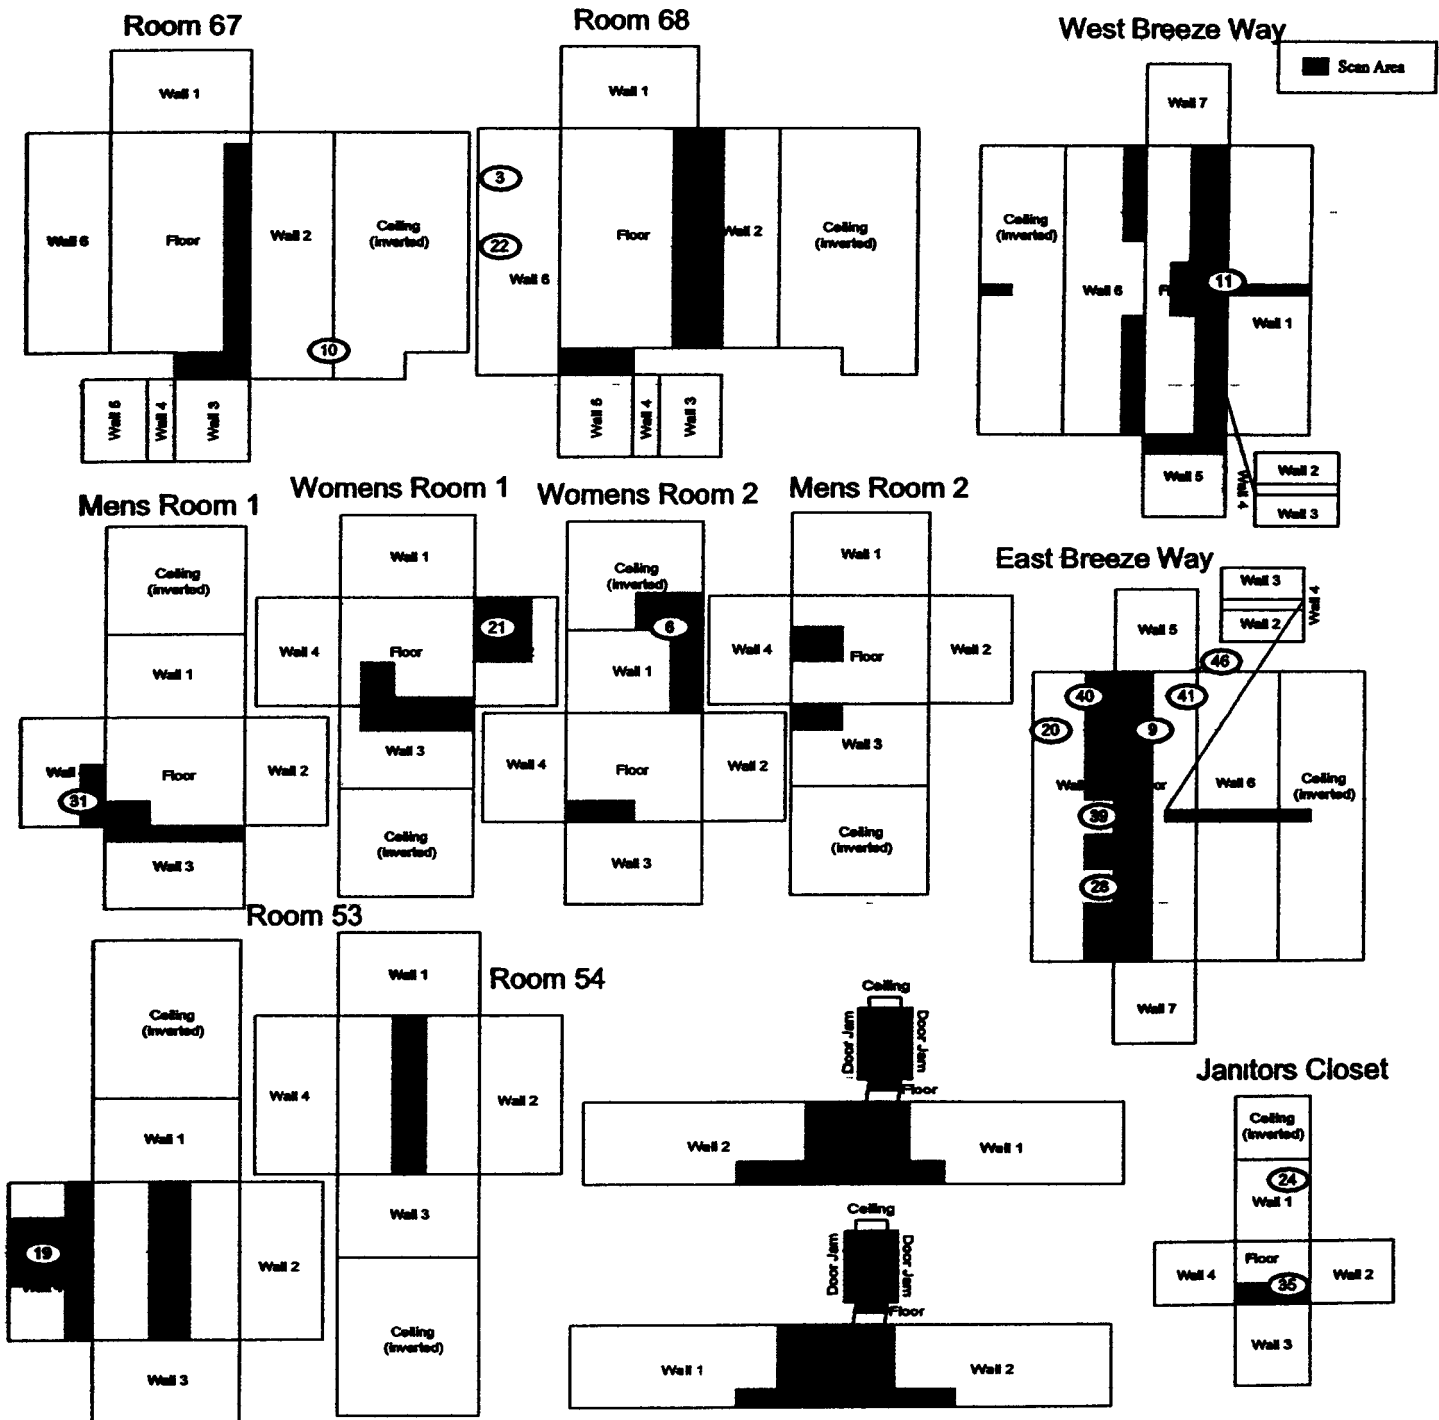 Room 67
Room 68
West Breeze Way
Scan Area
Wall 1
Wall 6
Floor
Wall 2
Ceiling
(inverted)
10
Wall 5
Wall 4
Wall 3
Wall 1
3
22
Wall 6
Floor
Wall 2
Ceiling
(inverted)
Wall 5
Wall 4
Wall 3
Wall 7
Ceiling
(inverted)
Wall 6
11
Wall 1
Wall 5
Wall 4
Wall 2
Wall 3
Mens Room 1
Womens Room 1
Womens Room 2
Mens Room 2
Ceiling
(inverted)
Wall 1
Wall
Floor
Wall 2
31
Wall 3
Wall 1
21
Wall 4
Floor
Wall 3
Ceiling
(inverted)
Ceiling
(inverted)
6
Wall 1
Wall 4
Floor
Wall 2
Wall 3
Wall 1
Wall 4
Floor
Wall 2
Wall 3
Ceiling
(inverted)
East Breeze Way
Wall 3
Wall 2
Wall 4
Wall 5
46
40
41
20
9
Wall 6
Ceiling
(inverted)
39
28
Wall 7
Room 53
Room 54
Ceiling
(inverted)
Wall 1
19
Wall 2
Wall 3
Wall 1
Wall 4
Wall 2
Wall 3
Ceiling
(inverted)
Ceiling
Door Jam
Door Jam
Floor
Wall 2
Wall 1
Ceiling
Door Jam
Door Jam
Floor
Wall 1
Wall 2
Janitors Closet
Ceiling
(inverted)
24
Wall 1
Wall 4
Floor
Wall 2
35
Wall 3